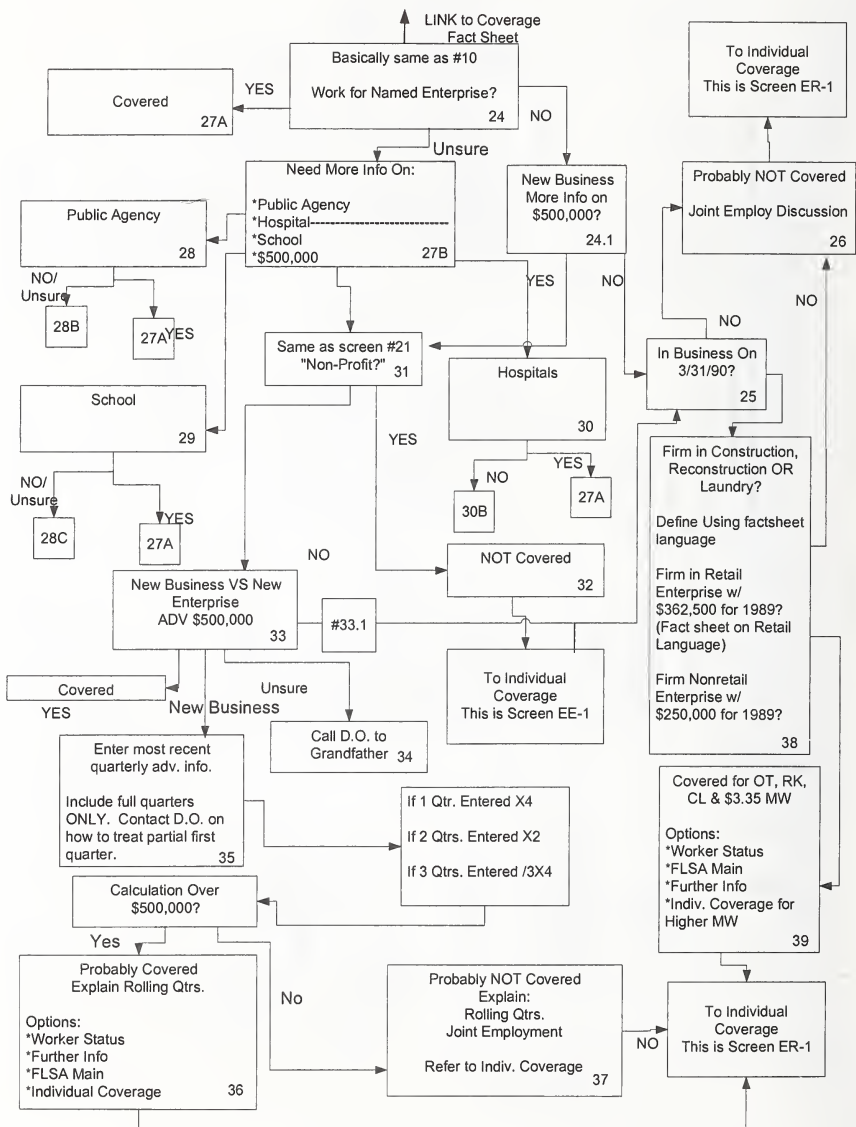 LINK to Coverage
Fact Sheet
Basically same as #10
Work for Named Enterprise?
24
YES
Covered
27A
NO
Unsure
To Individual
Coverage
This is Screen ER-1
Need More Info On:
*Public Agency
*Hospital--------------------------------
*School
*$500,000
27B
New Business
More Info on
$500,000?
24.1
Probably NOT Covered
Joint Employ Discussion
26
Public Agency
28
NO/
Unsure
28B
27A
YES
YES
NO
NO
NO
Same as screen #21
"Non-Profit?"
31
Hospitals
30
In Business On
3/31/90?
25
School
29
NO/
Unsure
28C
YES
27A
YES
NO
30B
YES
27A
Firm in Construction,
Reconstruction OR
Laundry?
Define Using factsheet
language
Firm in Retail
Enterprise w/
$362,500 for 1989?
(Fact sheet on Retail
Language)
Firm Nonretail
Enterprise w/
$250,000 for 1989?
38
NO
NOT Covered
32
New Business VS New
Enterprise
ADV $500,000
33
#33.1
To Individual
Coverage
This is Screen EE-1
Covered
YES
New Business
Unsure
Call D.O. to
Grandfather
34
Enter most recent
quarterly adv. info.
Include full quarters
ONLY. Contact D.O. on
how to treat partial first
quarter.
35
If 1 Qtr. Entered X4
If 2 Qtrs. Entered X2
If 3 Qtrs. Entered /3X4
Covered for OT, RK,
CL & $3.35 MW
Options:
*Worker Status
*FLSA Main
*Further Info
*Indiv. Coverage for
Higher MW
39
Calculation Over
$500,000?
Yes
No
Probably Covered
Explain Rolling Qtrs.
Options:
*Worker Status
*Further Info
*FLSA Main
*Individual Coverage
36
Probably NOT Covered
Explain:
Rolling Qtrs.
Joint Employment
Refer to Indiv. Coverage
37
NO
To Individual
Coverage
This is Screen ER-1